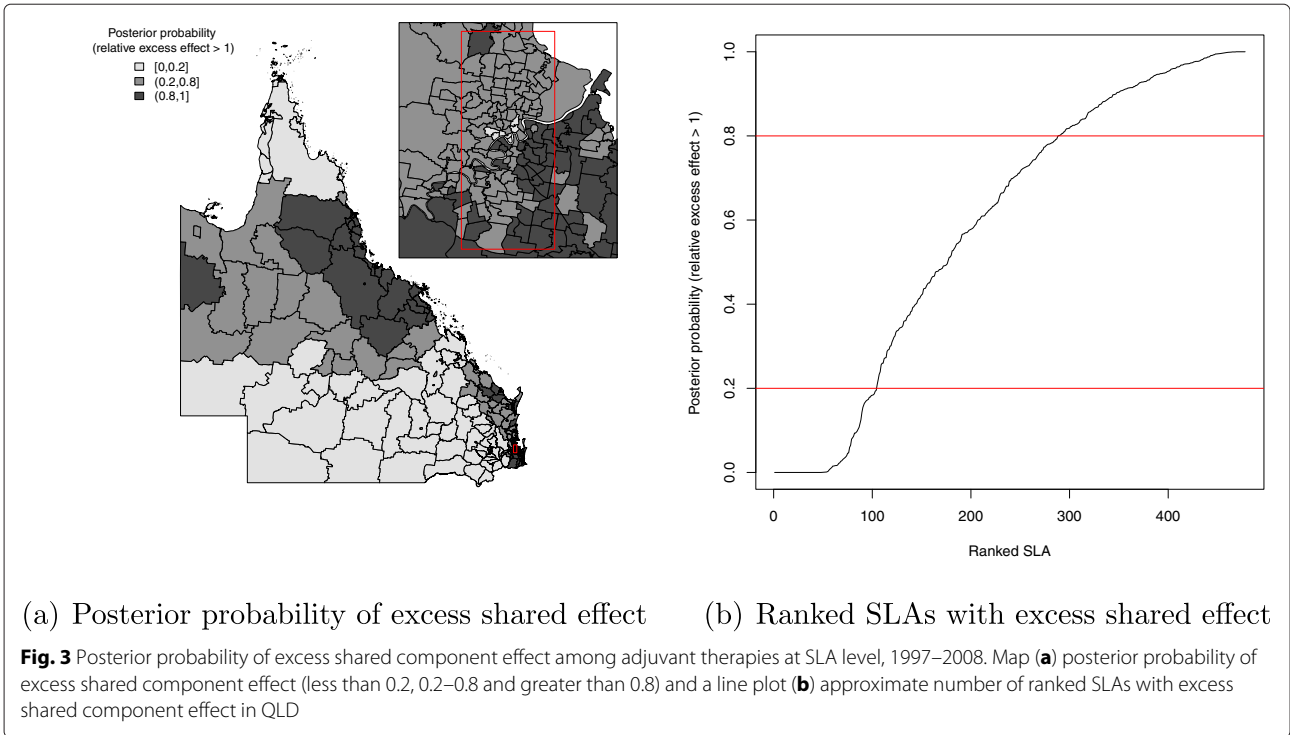 Posterior probability
(relative excess effect > 1)
[0,0.2]
(0.2,0.8]
(0.8,1]
Posterior probability (relative excess effect > 1)
1.0
0.8
0.6
0.4
0.2
0.0
0 100 200 300 400
Ranked SLA
(a) Posterior probability of excess shared effect
(b) Ranked SLAs with excess shared effect
Fig. 3 Posterior probability of excess shared component effect among adjuvant therapies at SLA level, 1997–2008. Map (a) posterior probability of
excess shared component effect (less than 0.2, 0.2–0.8 and greater than 0.8) and a line plot (b) approximate number of ranked SLAs with excess
shared component effect in QLD